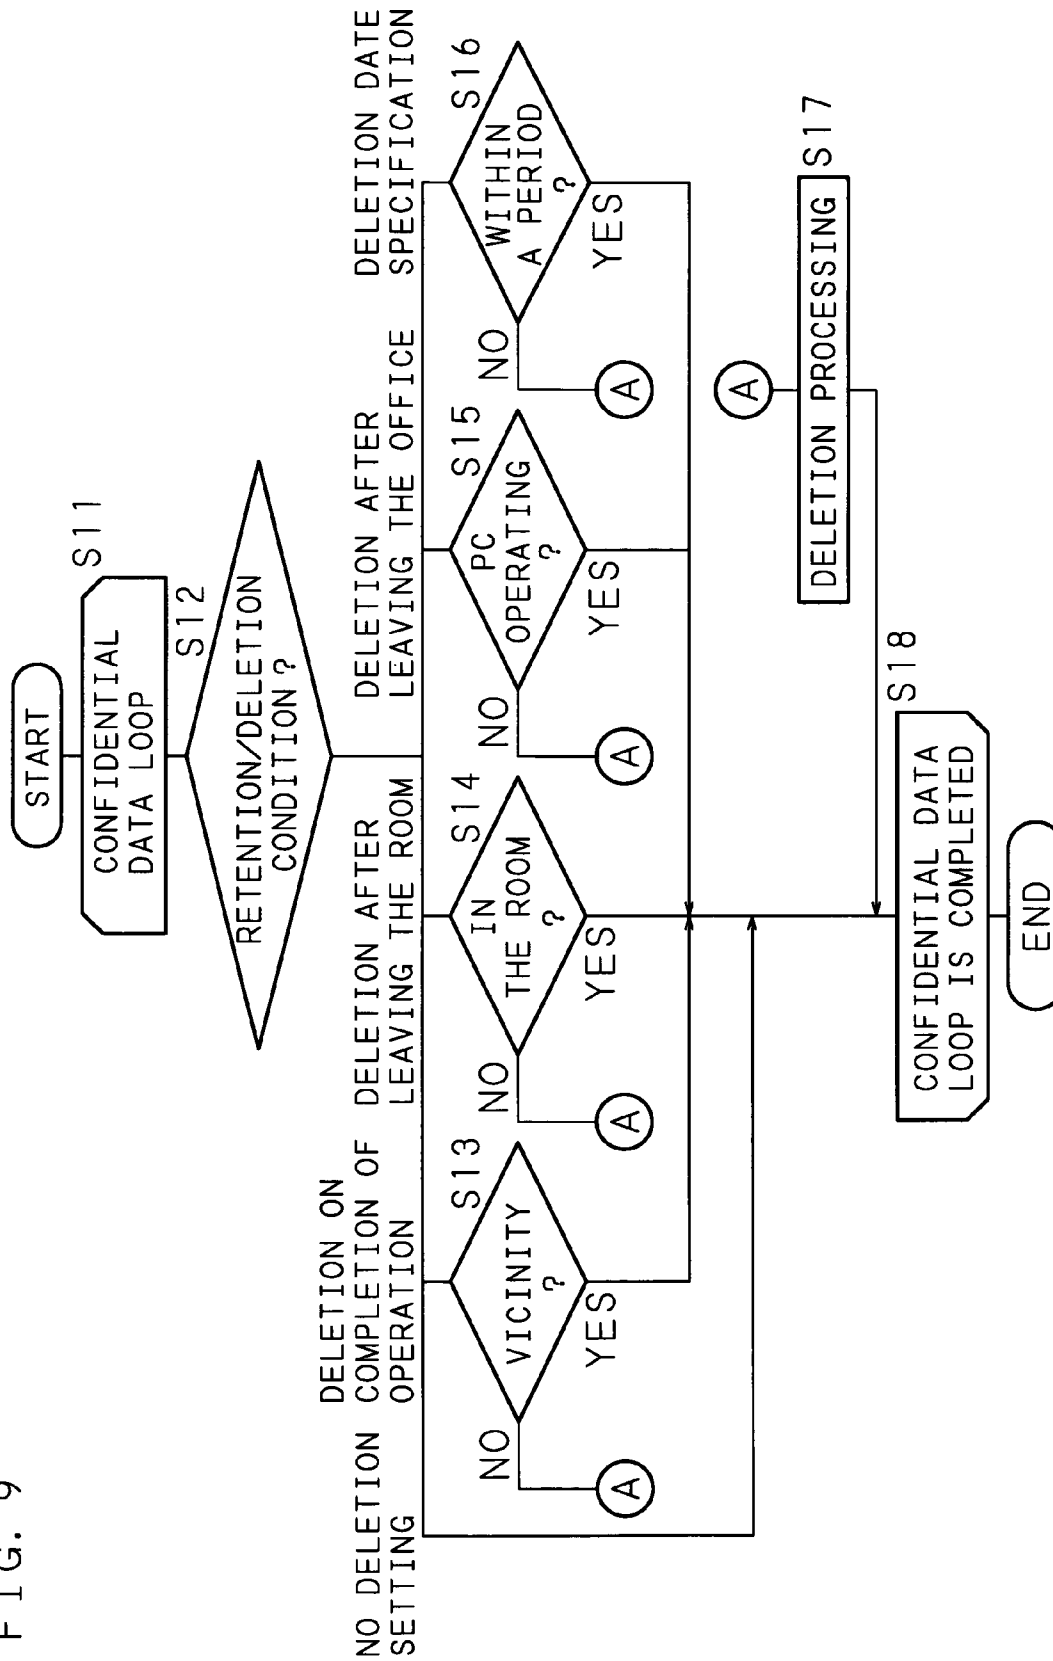 FIG. 9
START
CONFIDENTIAL
DATA LOOP
S11
RETENTION/DELETION
CONDITION?
S12
NO DELETION
SETTING
DELETION ON
COMPLETION OF
OPERATION
DELETION AFTER
LEAVING THE ROOM
DELETION AFTER
LEAVING THE OFFICE
DELETION DATE
SPECIFICATION
VICINITY
?
S13
NO
YES
A
IN
THE ROOM
?
S14
NO
YES
A
PC
OPERATING
?
S15
NO
YES
A
WITHIN
A PERIOD
?
S16
NO
YES
A
A
DELETION PROCESSING
S17
CONFIDENTIAL DATA
LOOP IS COMPLETED
S18
END